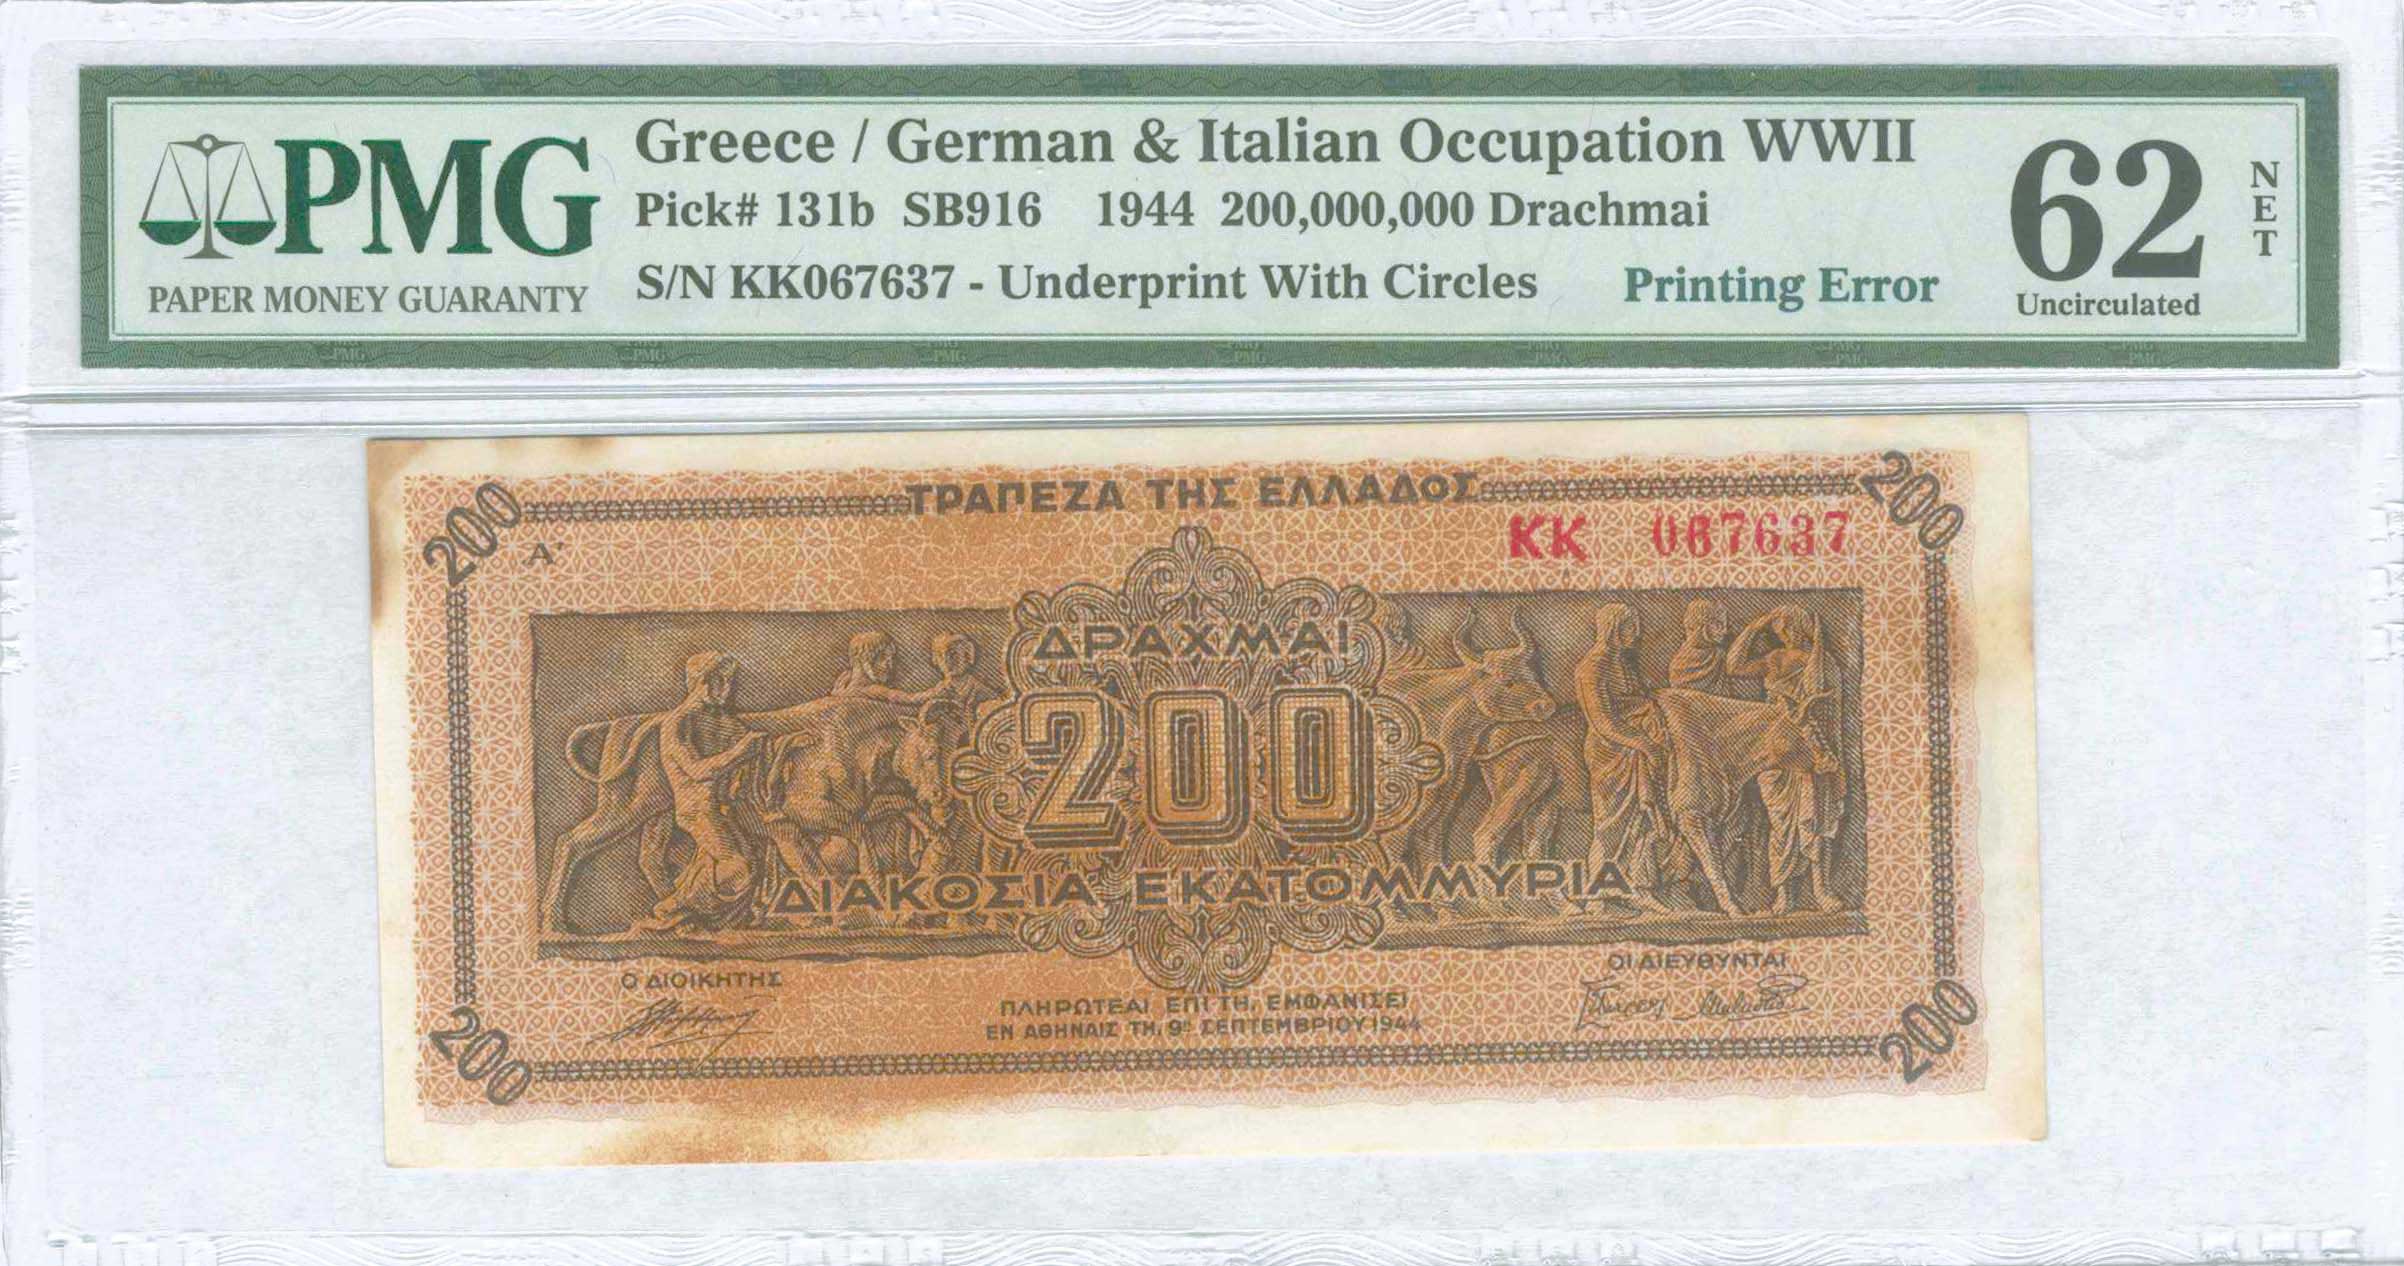 PMG
PAPER MONEY GUARANTY
Greece / German & Italian Occupation WWII
Pick# 131b SB916 1944 200,000,000 Drachmai
S/N KK067637 - Underprint With Circles Printing Error
62
Uncirculated
NET
ΤΡΑΠΕΖΑ ΤΗΣ ΕΛΛΑΔΟΣ
200
200
Α'
KK 067637
ΔΡΑΧΜΑΙ
200
ΔΙΑΚΟΣΙΑ ΕΚΑΤΟΜΜΥΡΙΑ
Ο ΔΙΟΙΚΗΤΗΣ
ΟΙ ΔΙΕΥΘΥΝΤΑΙ
ΠΛΗΡΩΤΕΑΙ ΕΠΙ ΤΗ, ΕΜΦΑΝΙΣΕΙ
ΕΝ ΑΘΗΝΑΙΣ ΤΗ, 9ῃ ΣΕΠΤΕΜΒΡΙΟΥ 1944
200
200